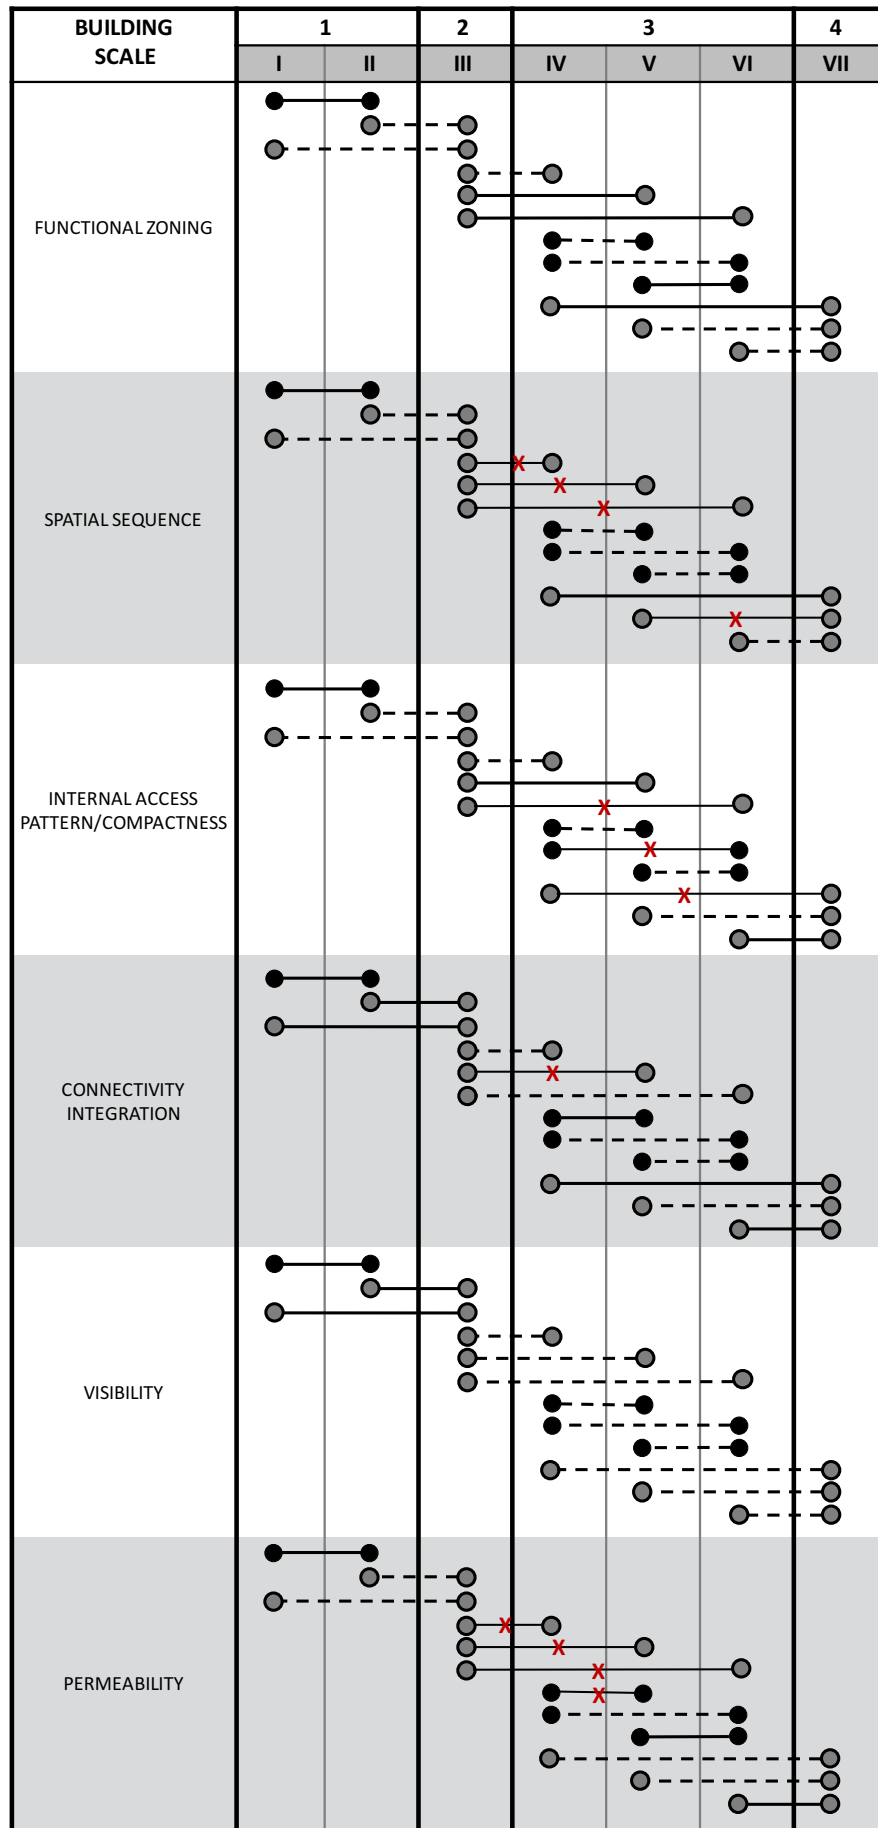 BUILDING
SCALE
1 2 3 4
I II III IV V VI VII
FUNCTIONAL ZONING
SPATIAL SEQUENCE
X
X
X
X
INTERNAL ACCESS
PATTERN/COMPACTNESS
X
X
X
CONNECTIVITY
INTEGRATION
X
VISIBILITY
PERMEABILITY
X
X
X
X